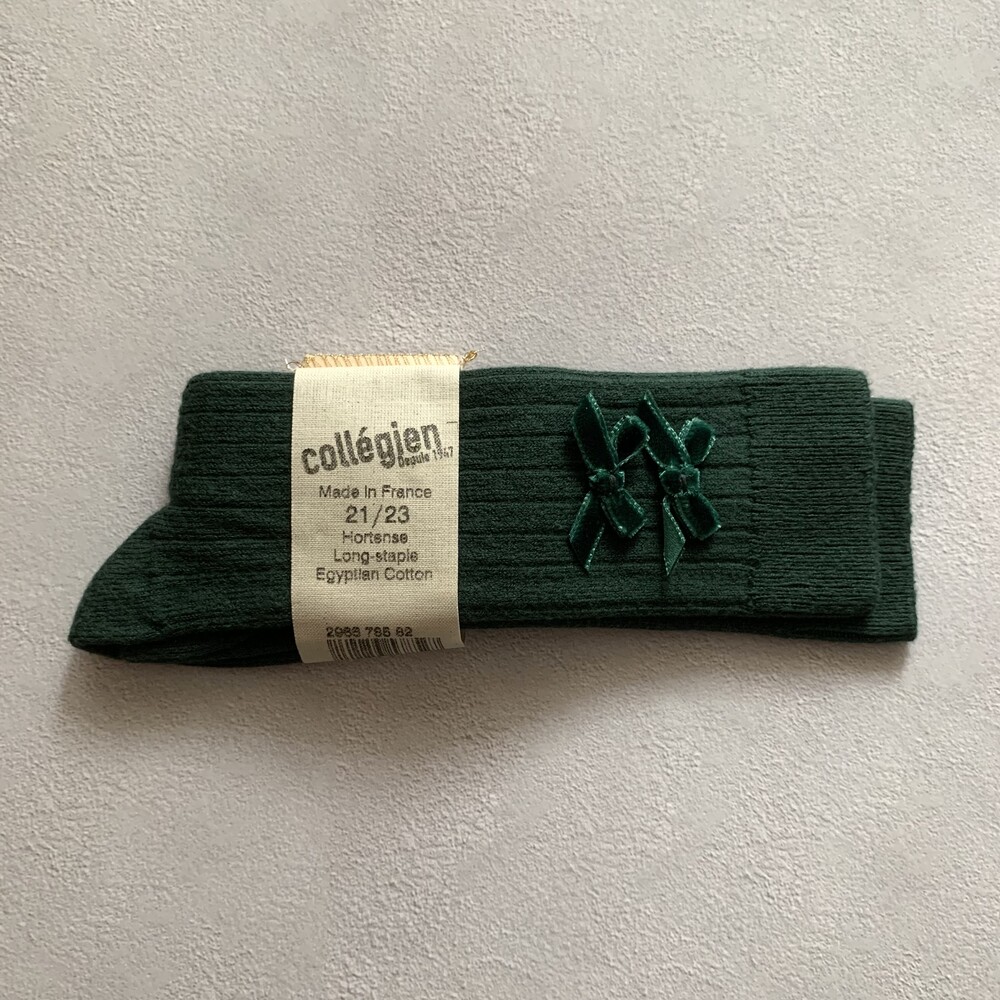 collégien
Depuis 1947
Made in France
21/23
Hortense
Long-staple
Egyptian Cotton
2968 786 82